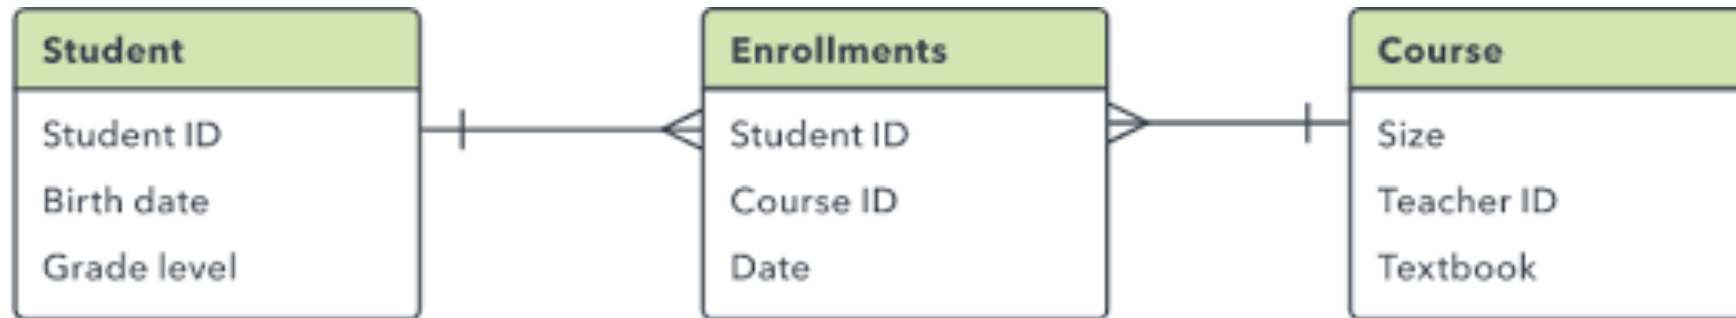 Student
Student ID
Birth date
Grade level
Enrollments
Student ID
Course ID
Date
Course
Size
Teacher ID
Textbook